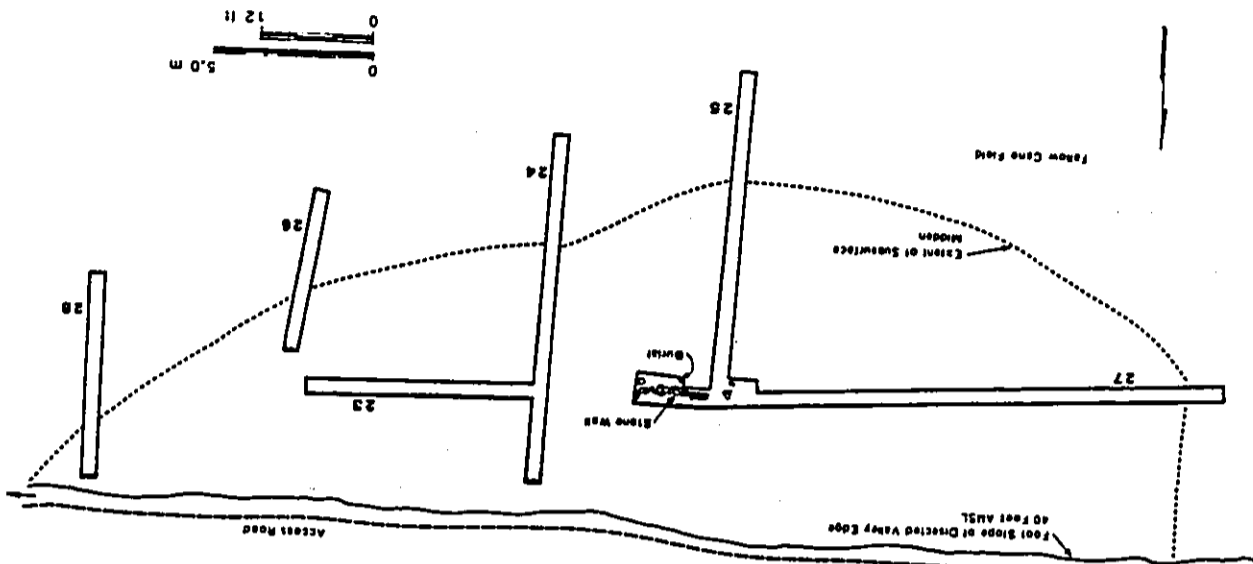 Foot Slope of Disected Valley Edge
40 Feet AMSL
Access Road
Stone Wall
27
Burial
23
28
Extent of Subsurface
Midden
26
24
25
Fallow Cane Field
0 5.0 m
0 12 ft